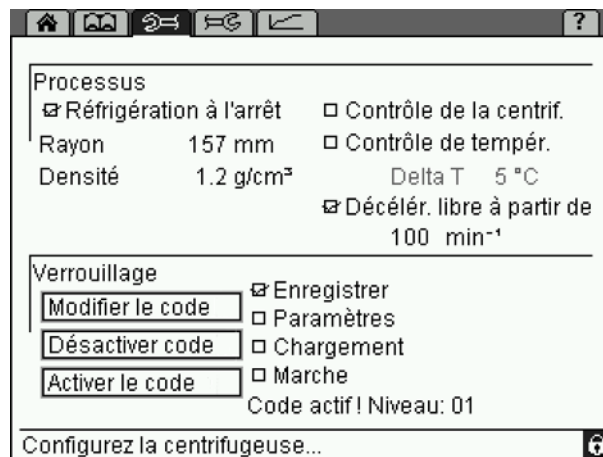 ?
Processus
Réfrigération à l'arrêt
Contrôle de la centrif.
Rayon 157 mm
Contrôle de tempér.
Densité 1.2 g/cm³
Delta T 5 °C
Décélér. libre à partir de
100 min⁻¹
Verrouillage
Enregistrer
Modifier le code
Paramètres
Désactiver code
Chargement
Activer le code
Marche
Code actif ! Niveau: 01
Configurez la centrifugeuse...